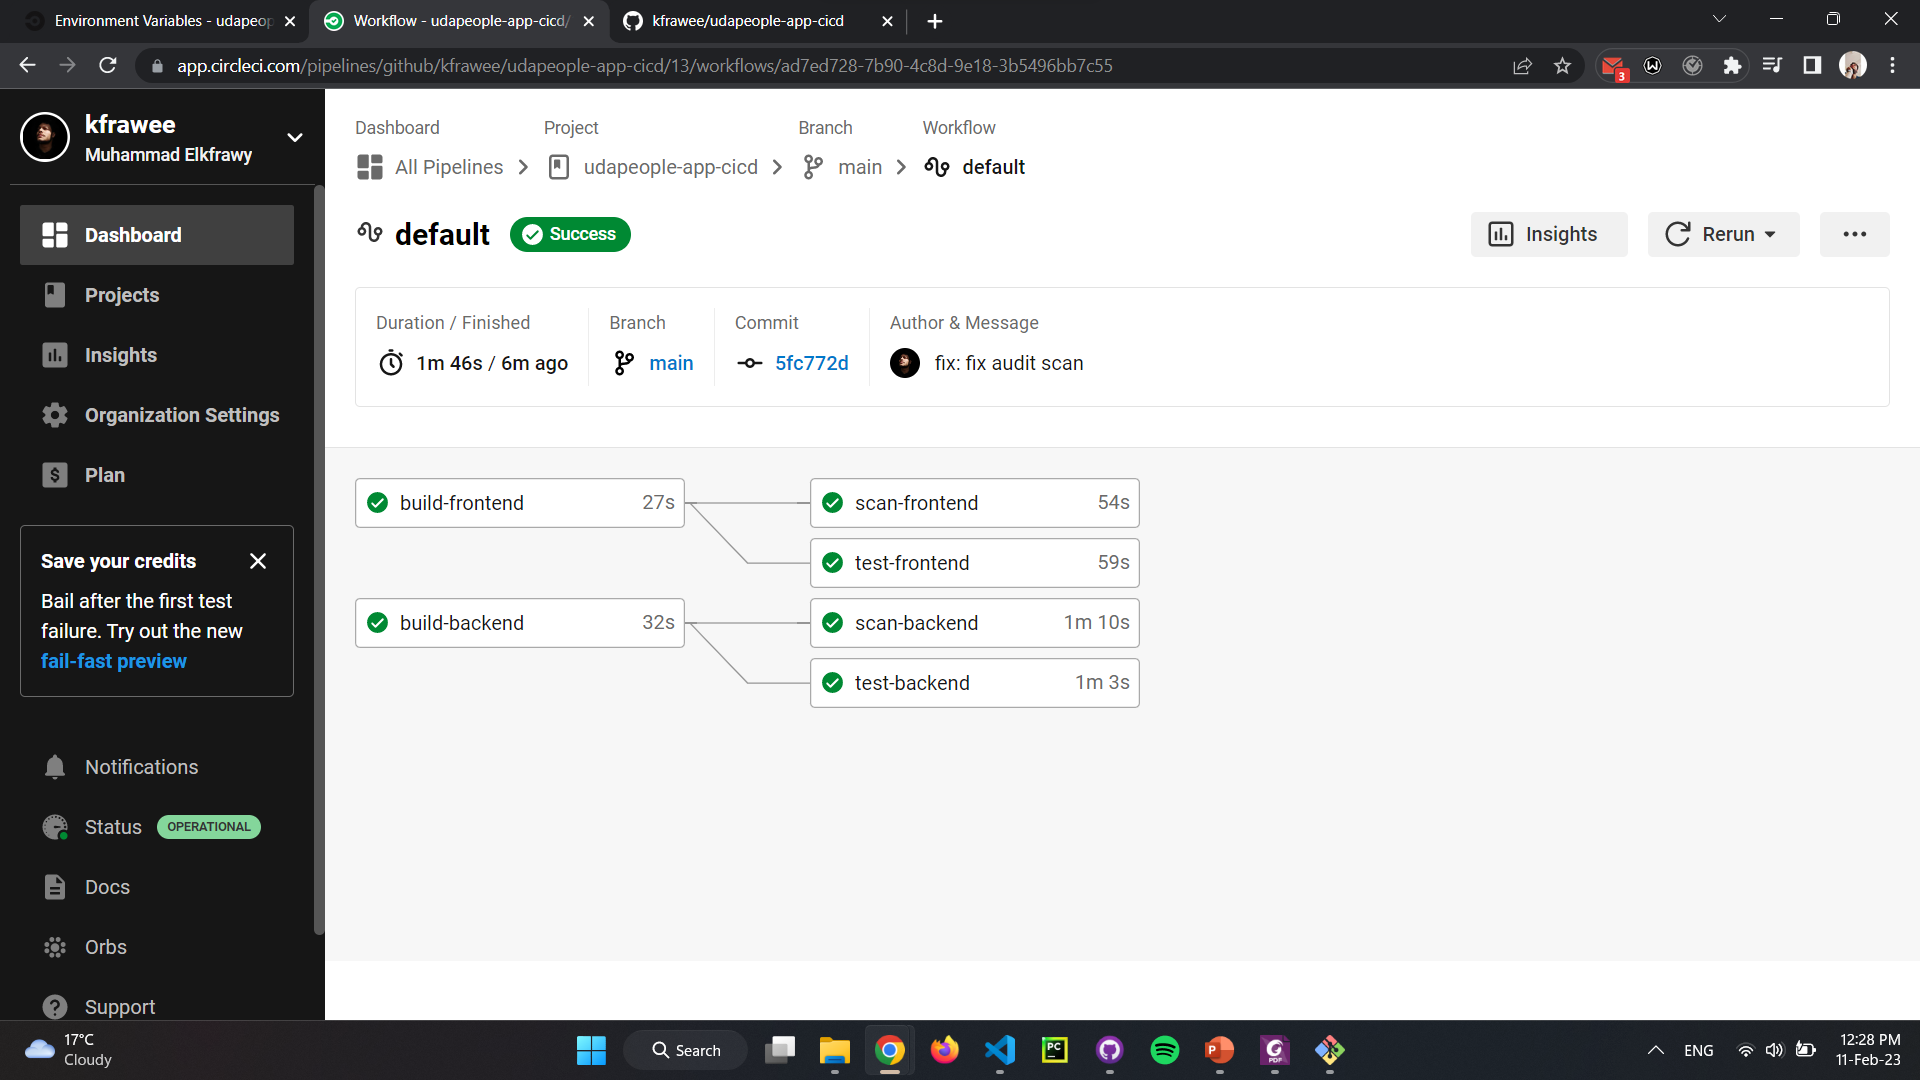 Environment Variables - udapeop
Workflow - udapeople-app-cicd/
kfrawee/udapeople-app-cicd
app.circleci.com/pipelines/github/kfrawee/udapeople-app-cicd/13/workflows/ad7ed728-7b90-4c8d-9e18-3b5496bb7c55
3
kfrawee
Muhammad Elkfrawy
Dashboard
Projects
Insights
Organization Settings
Plan
Save your credits
Bail after the first test
failure. Try out the new
fail-fast preview
Notifications
Status OPERATIONAL
Docs
Orbs
Support
Dashboard Project Branch Workflow
All Pipelines udapeople-app-cicd main default
default Success
Insights Rerun
Duration / Finished Branch Commit Author & Message
1m 46s / 6m ago main 5fc772d fix: fix audit scan
build-frontend 27s scan-frontend 54s
test-frontend 59s
build-backend 32s scan-backend 1m 10s
test-backend 1m 3s
17°C
Cloudy
Search
PC
P
PDF
ENG
12:28 PM
11-Feb-23